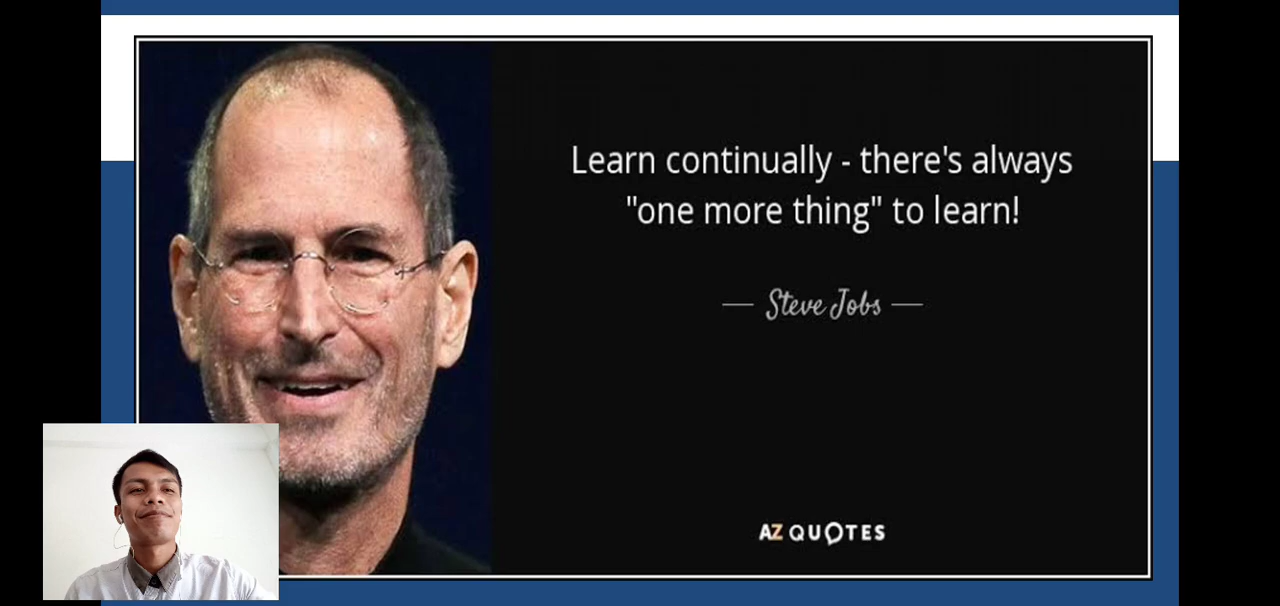 Learn continually - there's always
"one more thing" to learn!
— Steve Jobs —
AZ QUOTES